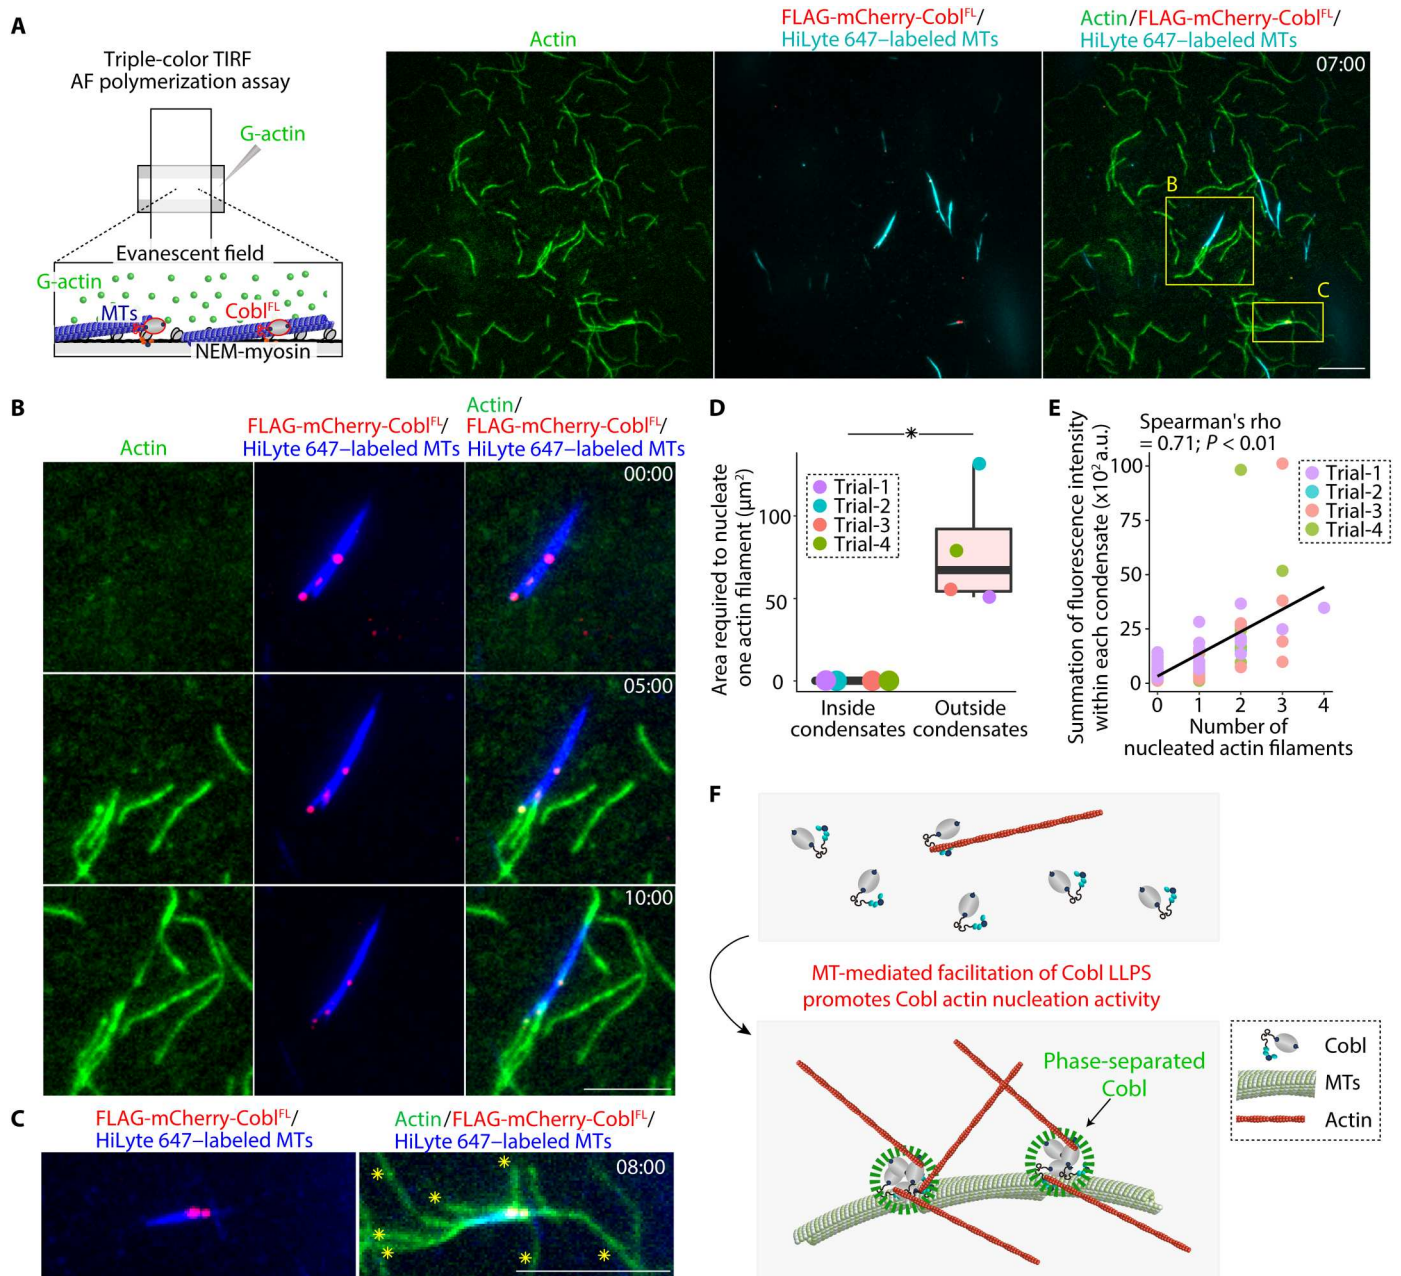 A
Triple-color TIRF
AF polymerization assay
G-actin
Evanescent field
G-actin
MTs
Cobl^FL
NEM-myosin
Actin
FLAG-mCherry-Cobl^FL/
HiLyte 647–labeled MTs
Actin/FLAG-mCherry-Cobl^FL/
HiLyte 647–labeled MTs
07:00
B
C
B
Actin
FLAG-mCherry-Cobl^FL/
HiLyte 647–labeled MTs
Actin/
FLAG-mCherry-Cobl^FL/
HiLyte 647–labeled MTs
00:00
05:00
10:00
C
FLAG-mCherry-Cobl^FL/
HiLyte 647–labeled MTs
Actin/FLAG-mCherry-Cobl^FL/
HiLyte 647–labeled MTs
08:00
D
Area required to nucleate
one actin filament (μm²)
100
50
0
Trial-1
Trial-2
Trial-3
Trial-4
Inside
condensates
Outside
condensates
E
Spearman's rho
= 0.71; P < 0.01
Summation of fluorescence intensity
within each condensate (x10² a.u.)
100
75
50
25
0
Trial-1
Trial-2
Trial-3
Trial-4
0 1 2 3 4
Number of
nucleated actin filaments
F
MT-mediated facilitation of Cobl LLPS
promotes Cobl actin nucleation activity
Phase-separated
Cobl
Cobl
MTs
Actin